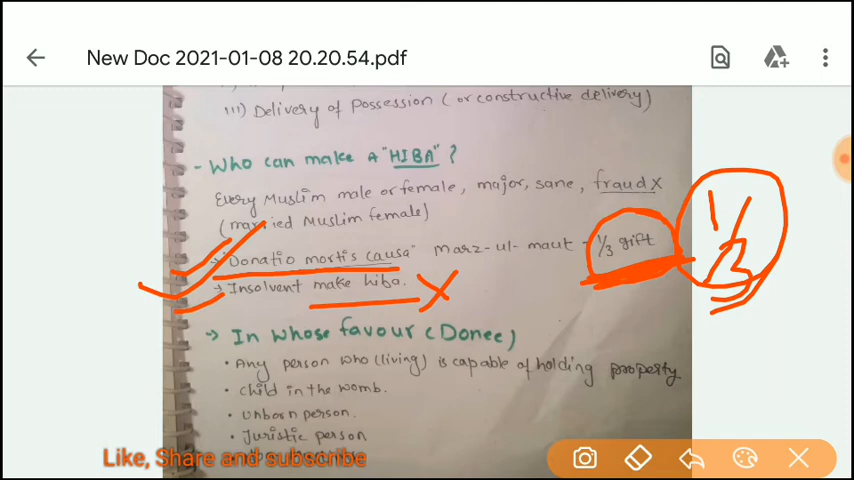 New Doc 2021-01-08 20.20.54.pdf
iii) Delivery of Possession (or constructive delivery)
- Who can make A "HIBA" ?
Every Muslim male or female, major, sane, fraud X
(married Muslim female)
→ "Donatio mortis causa" Marz-ul-maut - 1/3 gift
1/3
→ Insolvent make hiba. X
→ In whose favour (Donee)
• Any person who (living) is capable of holding property.
• Child in the womb.
• Unborn person.
• Juristic person
Like, Share and subscribe